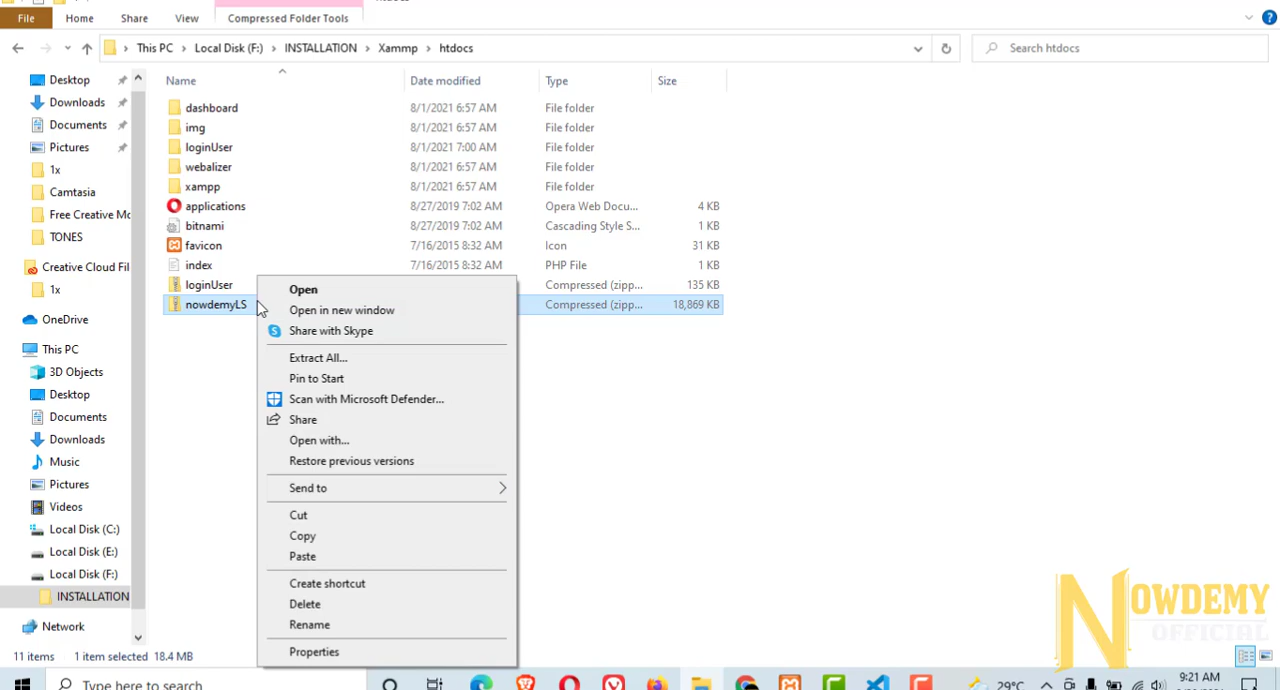 File Home Share View Compressed Folder Tools
This PC Local Disk (F:) INSTALLATION Xammp htdocs Search htdocs
Name Date modified Type Size
Desktop
Downloads
Documents
Pictures
1x
Camtasia
Free Creative Mo
TONES
Creative Cloud Fil
1x
OneDrive
This PC
3D Objects
Desktop
Documents
Downloads
Music
Pictures
Videos
Local Disk (C:)
Local Disk (E:)
Local Disk (F:)
INSTALLATION
Network
dashboard 8/1/2021 6:57 AM File folder
img 8/1/2021 6:57 AM File folder
loginUser 8/1/2021 7:00 AM File folder
webalizer 8/1/2021 6:57 AM File folder
xampp 8/1/2021 6:57 AM File folder
applications 8/27/2019 7:02 AM Opera Web Docu... 4 KB
bitnami 8/27/2019 7:02 AM Cascading Style S... 1 KB
favicon 7/16/2015 8:32 AM Icon 31 KB
index 7/16/2015 8:32 AM PHP File 1 KB
loginUser Compressed (zipp... 135 KB
nowdemyLS Compressed (zipp... 18,869 KB
Open
Open in new window
Share with Skype
Extract All...
Pin to Start
Scan with Microsoft Defender...
Share
Open with...
Restore previous versions
Send to
Cut
Copy
Paste
Create shortcut
Delete
Rename
Properties
NOWDEMY
OFFICIAL
11 items 1 item selected 18.4 MB
Type here to search
29°C
9:21 AM